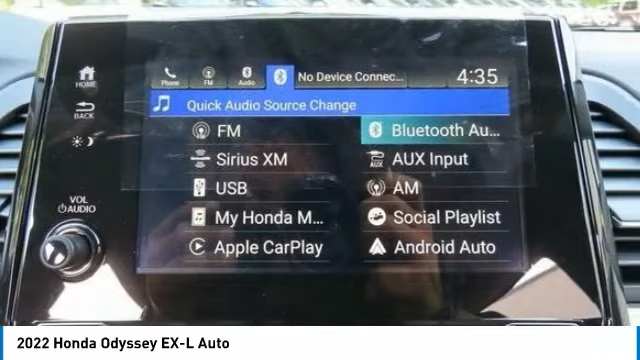 Phone FM Audio No Device Connec... 4:35
HOME
Quick Audio Source Change
BACK
FM Bluetooth Au...
Sirius XM AUX AUX Input
USB AM
VOL
AUDIO
My Honda M... Social Playlist
Apple CarPlay Android Auto
2022 Honda Odyssey EX-L Auto